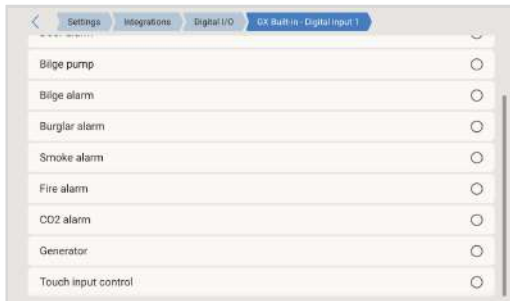 Settings Integrations Digital I/O GX Built-in - Digital input 1
Bilge pump
Bilge alarm
Burglar alarm
Smoke alarm
Fire alarm
CO2 alarm
Generator
Touch input control